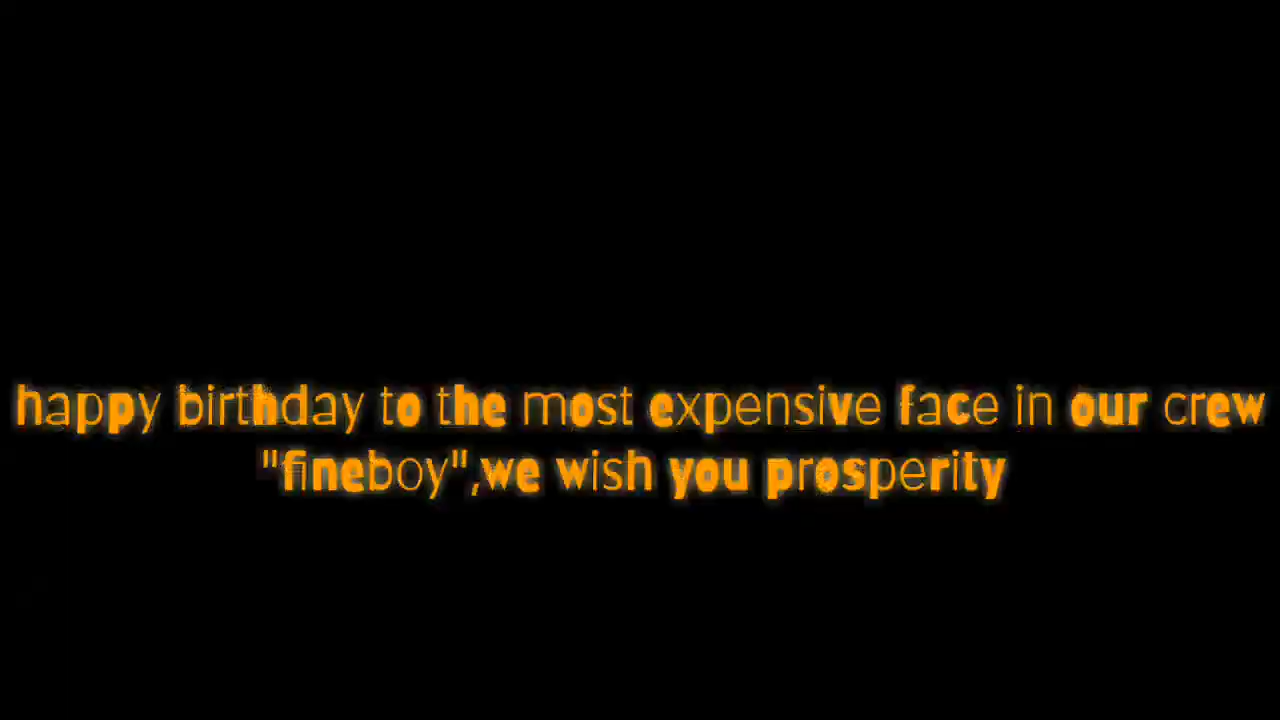 happy birthday to the most expensive face in our crew
"fineboy",we wish you prosperity